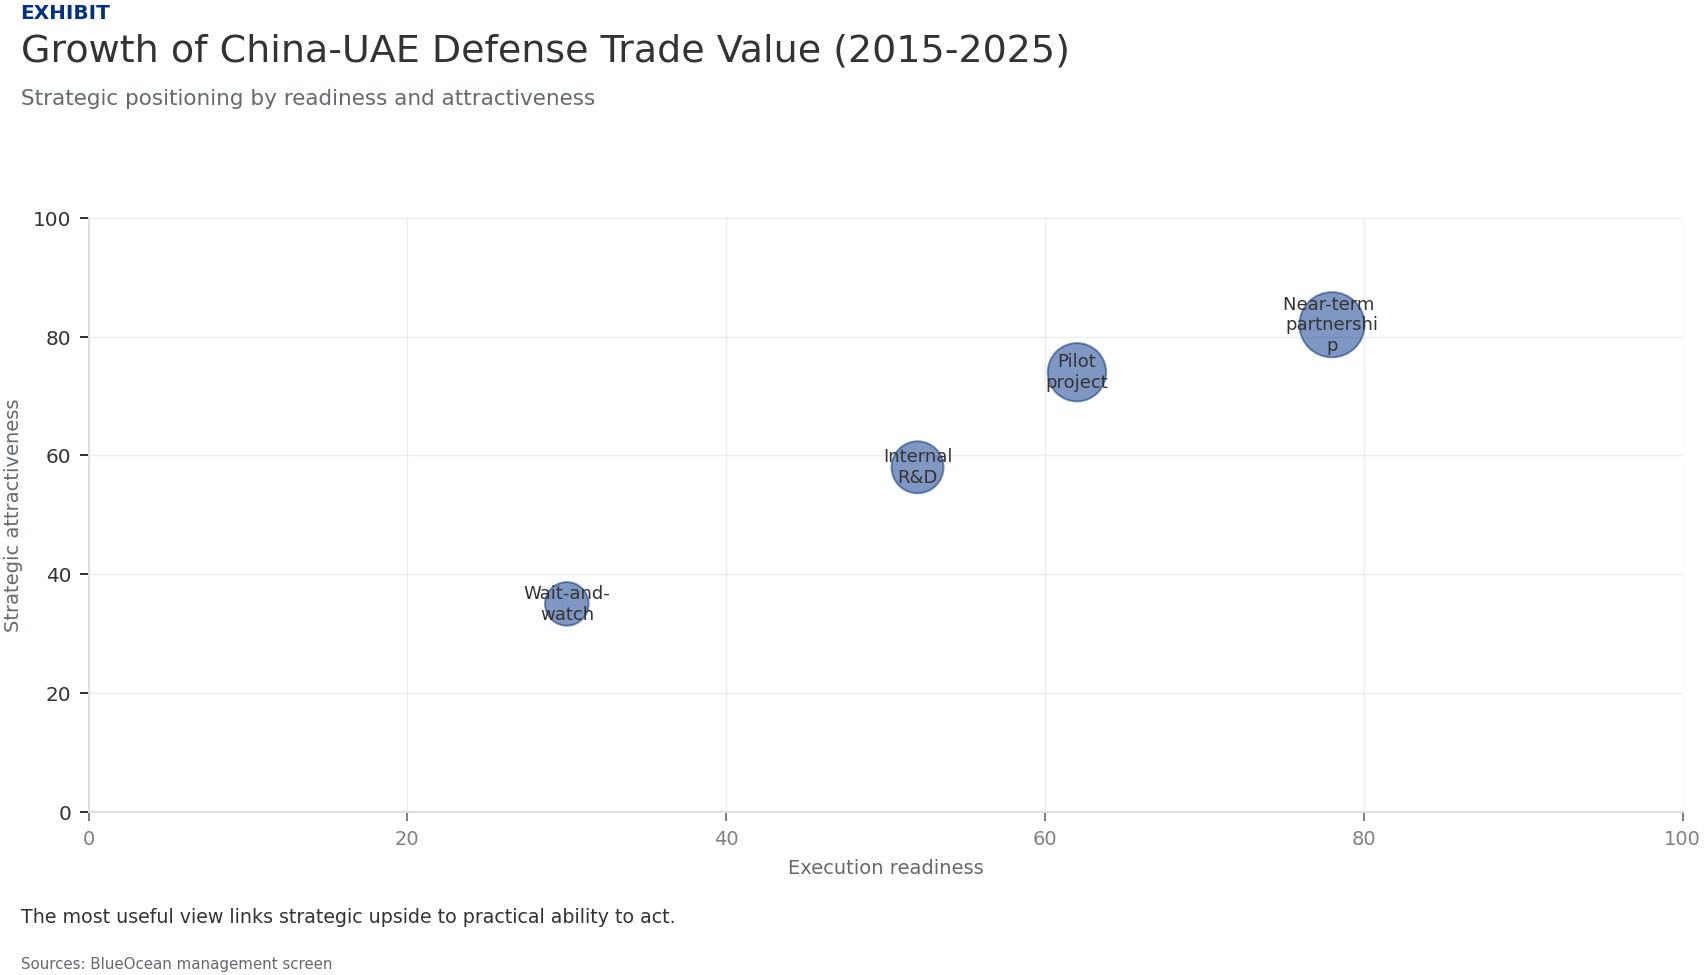 EXHIBIT
Growth of China-UAE Defense Trade Value (2015-2025)
Strategic positioning by readiness and attractiveness
100
80
60
40
20
0
Strategic attractiveness
Near-term
partnershi
p
Pilot
project
Internal
R&D
Wait-and-
watch
0
20
40
60
80
100
Execution readiness
The most useful view links strategic upside to practical ability to act.
Sources: BlueOcean management screen